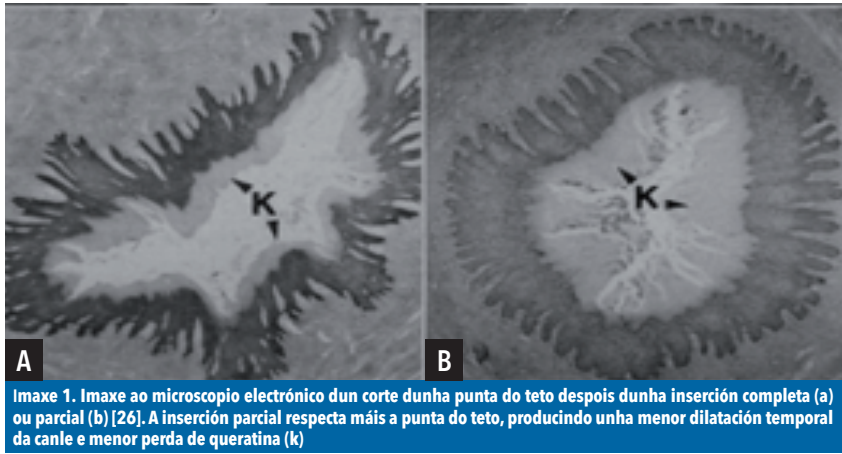 K
K
A
B
Imaxe 1. Imaxe ao microscopio electrónico dun corte dunha punta do teto despois dunha inserción completa (a)
ou parcial (b) [26]. A inserción parcial respecta máis a punta do teto, producindo unha menor dilatación temporal
da canle e menor perda de queratina (k)